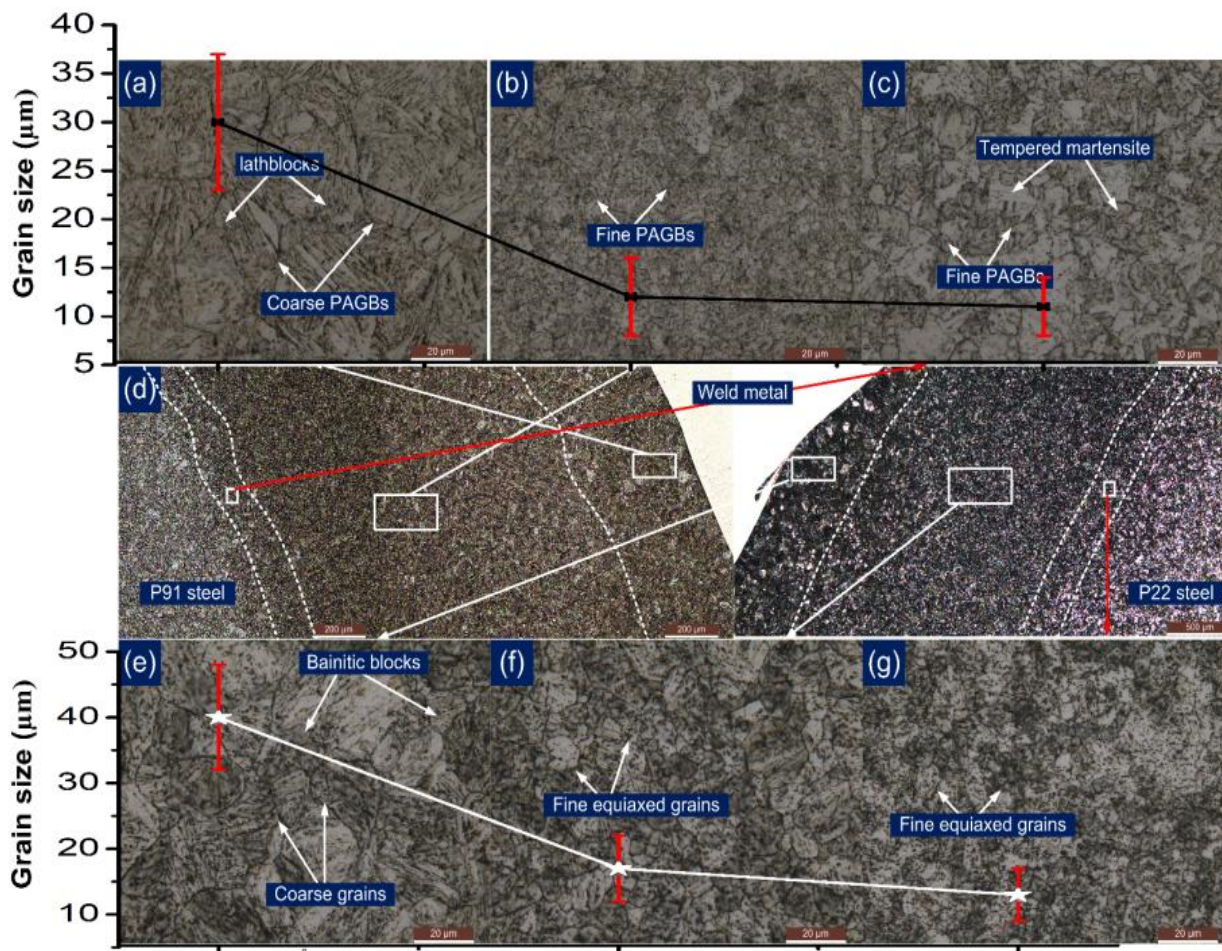 Grain size (μm)
40
35
30
25
20
15
10
5
(a)
lathblocks
Coarse PAGBs
20 μm
(b)
Fine PAGBs
20 μm
(c)
Tempered martensite
Fine PAGBs
20 μm
(d)
Weld metal
P91 steel
200 μm
200 μm
P22 steel
500 μm
Grain size (μm)
50
40
30
20
10
(e)
Bainitic blocks
Coarse grains
20 μm
(f)
Fine equiaxed grains
20 μm
(g)
Fine equiaxed grains
20 μm